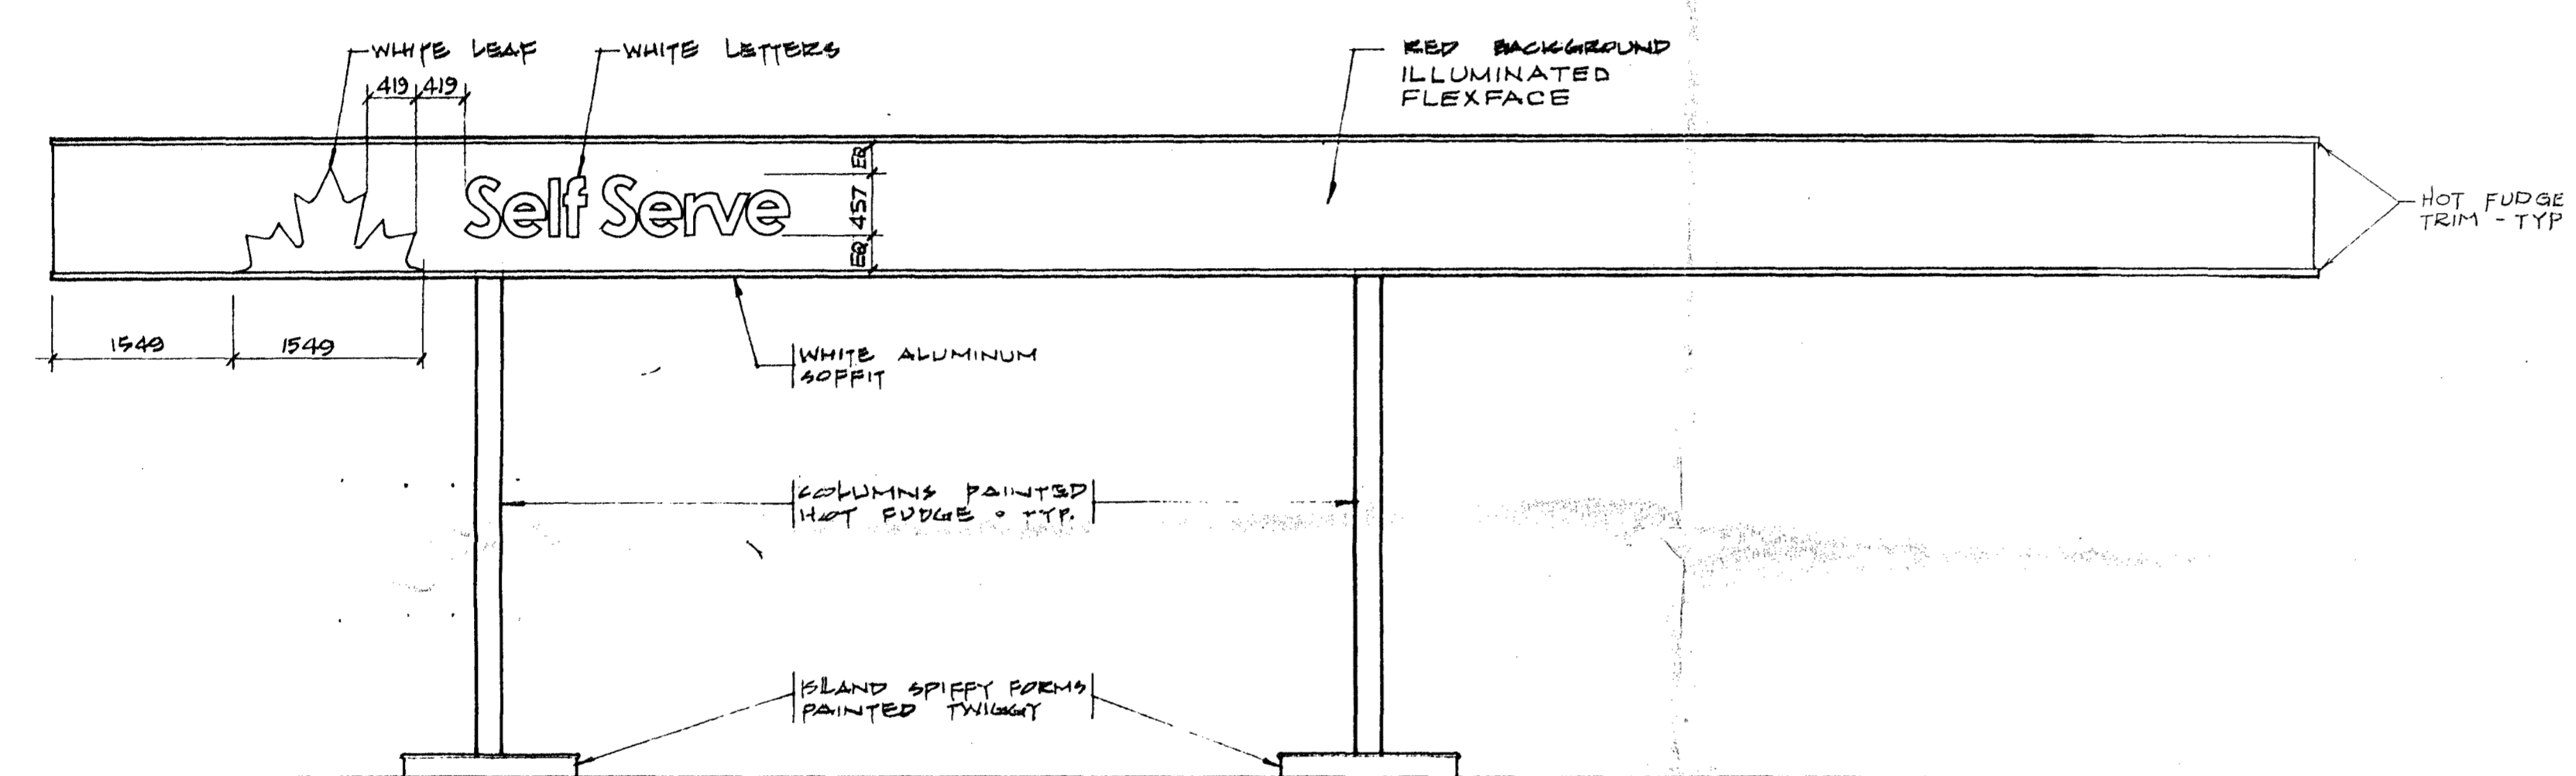 WHITE LEAF
WHITE LETTERS
RED BACKGROUND
ILLUMINATED
FLEXFACE
419 419
Self Serve
EQ
457
EQ
HOT FUDGE
TRIM - TYP
1549
1549
WHITE ALUMINUM
SOFFIT
COLUMNS PAINTED
HOT FUDGE • TYP.
ISLAND SPIFFY FORMS
PAINTED TWIGGY